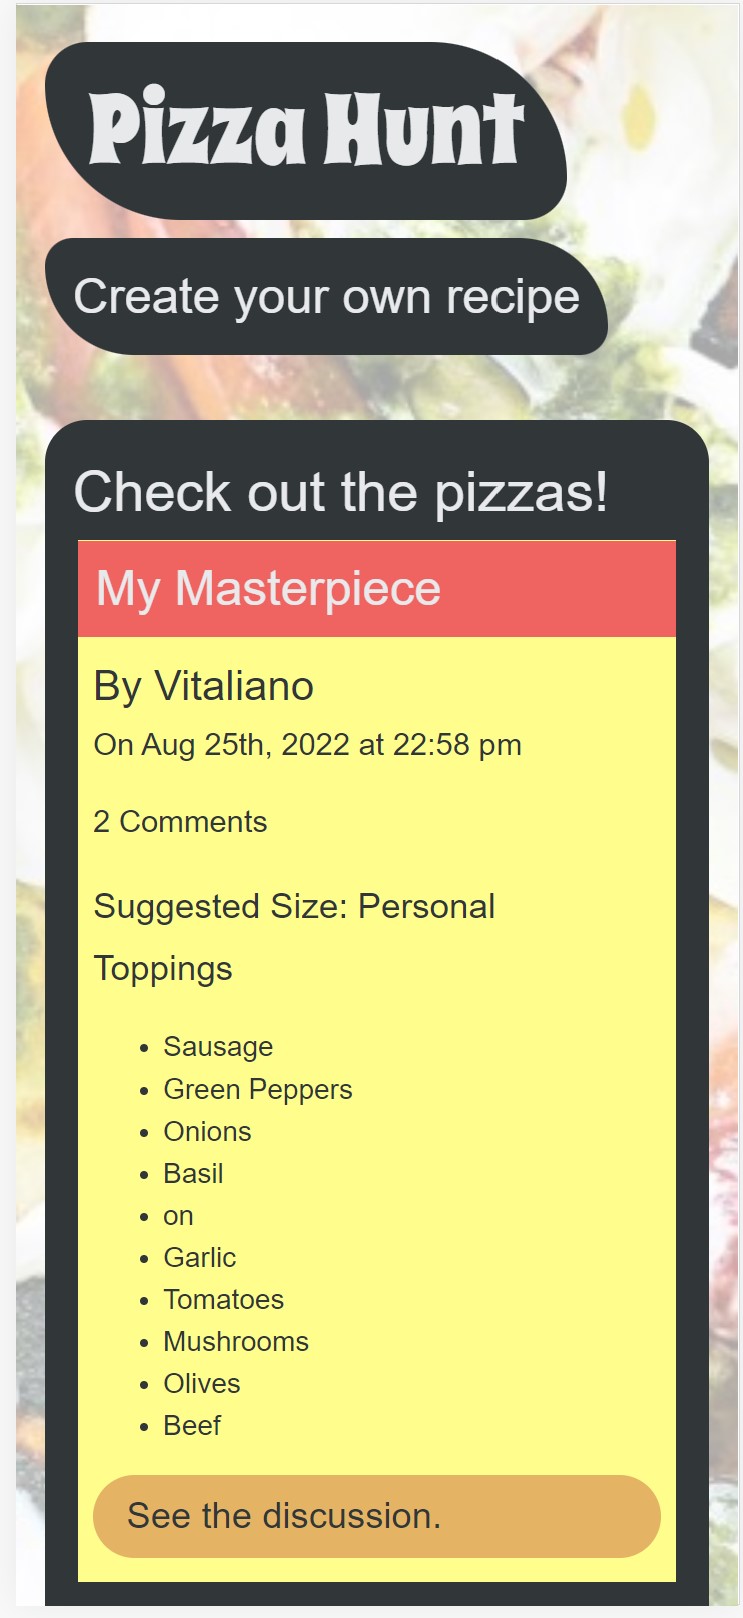 Pizza Hunt
Create your own recipe
Check out the pizzas!
My Masterpiece
By Vitaliano
On Aug 25th, 2022 at 22:58 pm
2 Comments
Suggested Size: Personal
Toppings
• Sausage
• Green Peppers
• Onions
• Basil
• on
• Garlic
• Tomatoes
• Mushrooms
• Olives
• Beef
See the discussion.